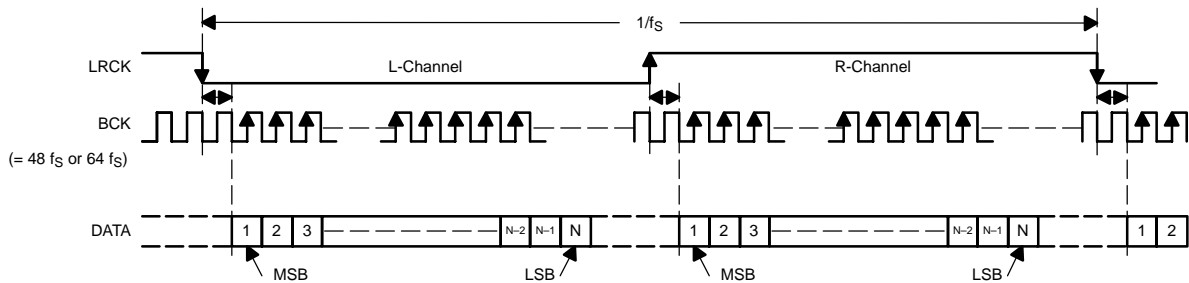 1/fS
LRCK
L-Channel
R-Channel
BCK
(= 48 fS or 64 fS)
DATA
1 2 3 N–2 N–1 N 1 2 3 N–2 N–1 N 1 2
MSB LSB MSB LSB